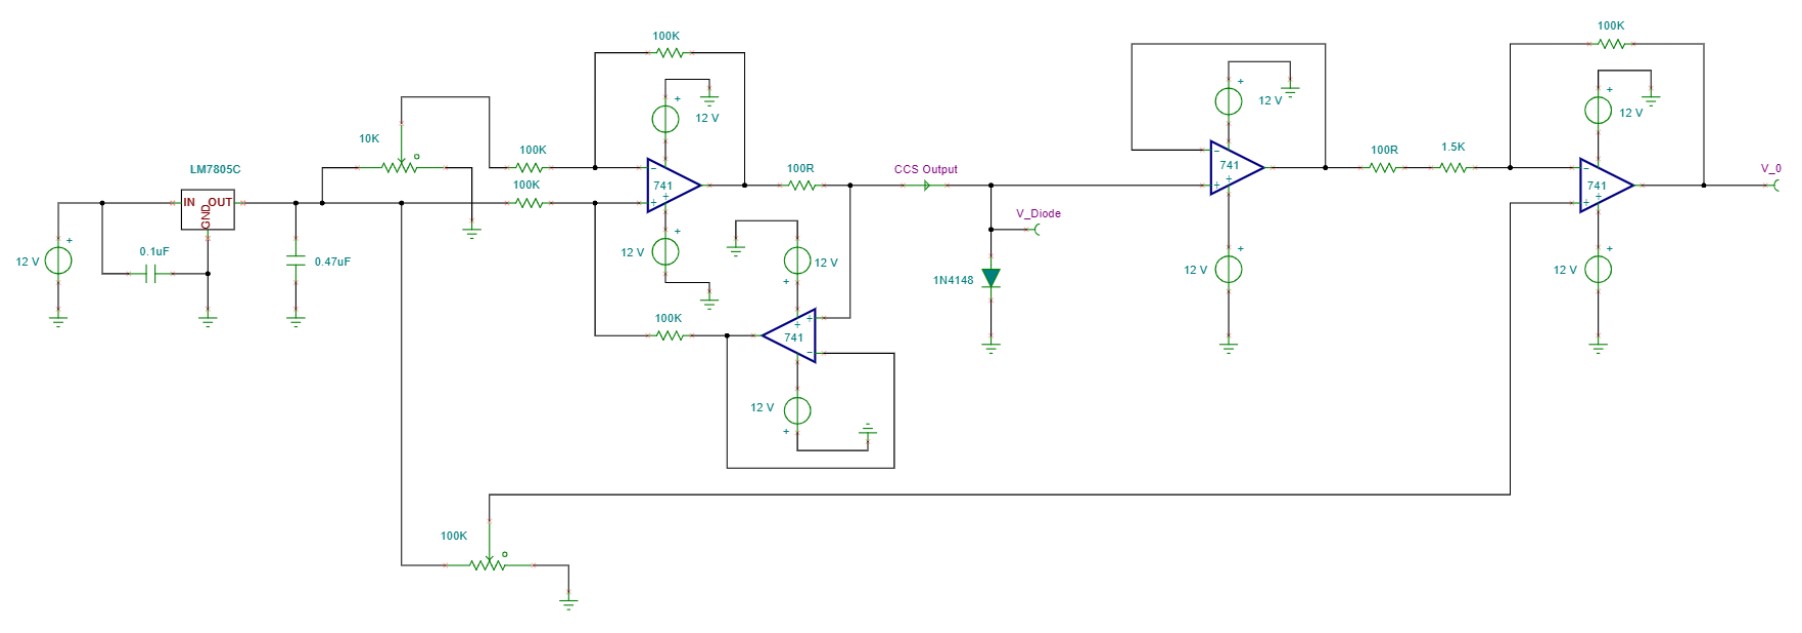 100K
100K
10K
12 V
12 V
12 V
LM7805C
100K
100K
741
100R
CCS Output
741
100R
1.5K
741
V_0
IN OUT
GND
V_Diode
12 V
0.1uF
0.47uF
12 V
12 V
1N4148
12 V
12 V
100K
741
12 V
100K